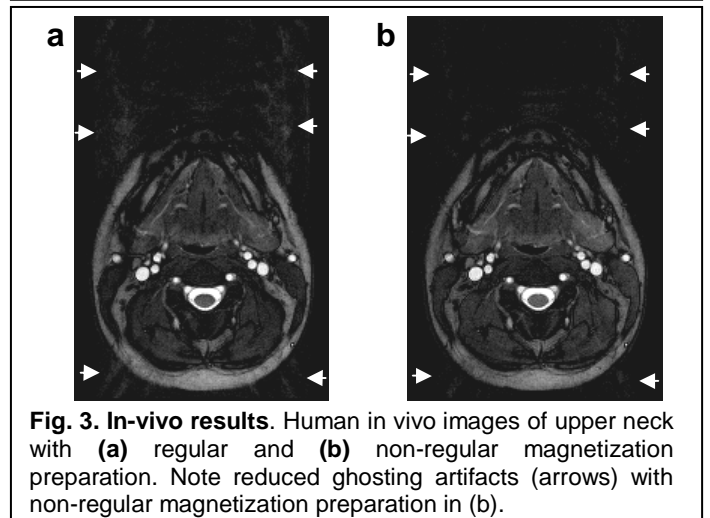 a b
Fig. 3. In-vivo results. Human in vivo images of upper neck
with (a) regular and (b) non-regular magnetization
preparation. Note reduced ghosting artifacts (arrows) with
non-regular magnetization preparation in (b).